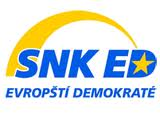 SNK ED
EVROPŠTÍ DEMOKRATÉ